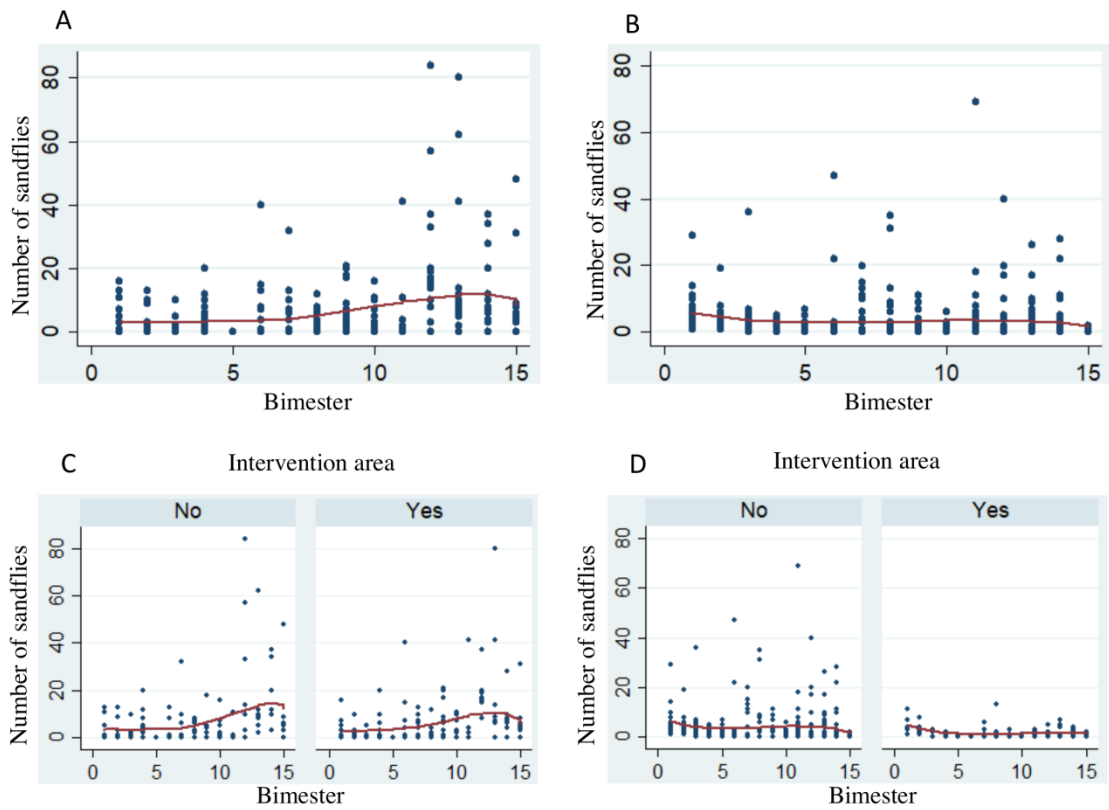 A
Number of sandflies
80
60
40
20
0
0 5 10 15
Bimester
B
Number of sandflies
80
60
40
20
0
0 5 10 15
Bimester
C
Intervention area
No Yes
Number of sandflies
80
60
40
20
0
0 5 10 15 0 5 10 15
Bimester
D
Intervention area
No Yes
Number of sandflies
80
60
40
20
0
0 5 10 15 0 5 10 15
Bimester